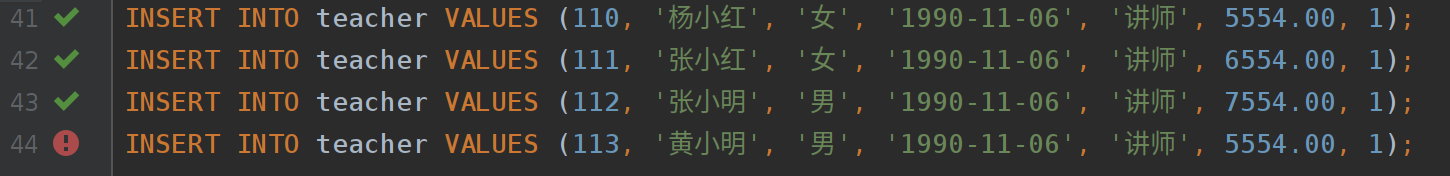 41 INSERT INTO teacher VALUES (110, '杨小红', '女', '1990-11-06', '讲师', 5554.00, 1);
42 INSERT INTO teacher VALUES (111, '张小红', '女', '1990-11-06', '讲师', 6554.00, 1);
43 INSERT INTO teacher VALUES (112, '张小明', '男', '1990-11-06', '讲师', 7554.00, 1);
44 INSERT INTO teacher VALUES (113, '黄小明', '男', '1990-11-06', '讲师', 5554.00, 1);